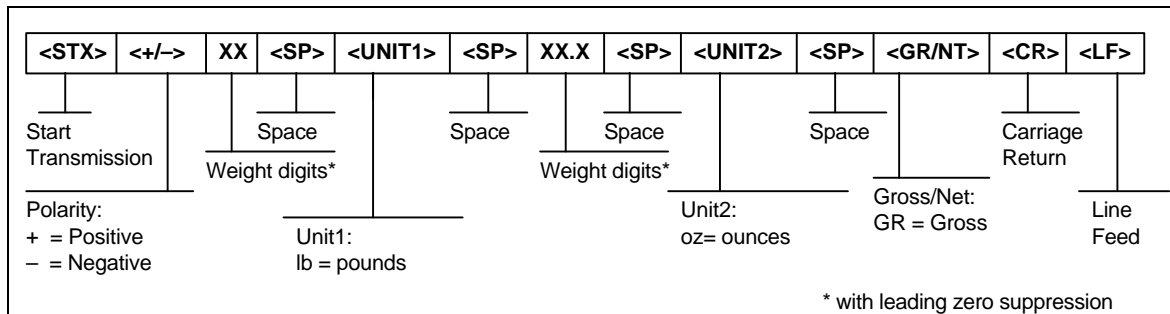 <STX> <+/–> XX <SP> <UNIT1> <SP> XX.X <SP> <UNIT2> <SP> <GR/NT> <CR> <LF>
Start
Transmission
Space
Space
Space
Space
Carriage
Return
Weight digits*
Weight digits*
Polarity:
+ = Positive
– = Negative
Unit1:
lb = pounds
Unit2:
oz= ounces
Gross/Net:
GR = Gross
Line
Feed
* with leading zero suppression